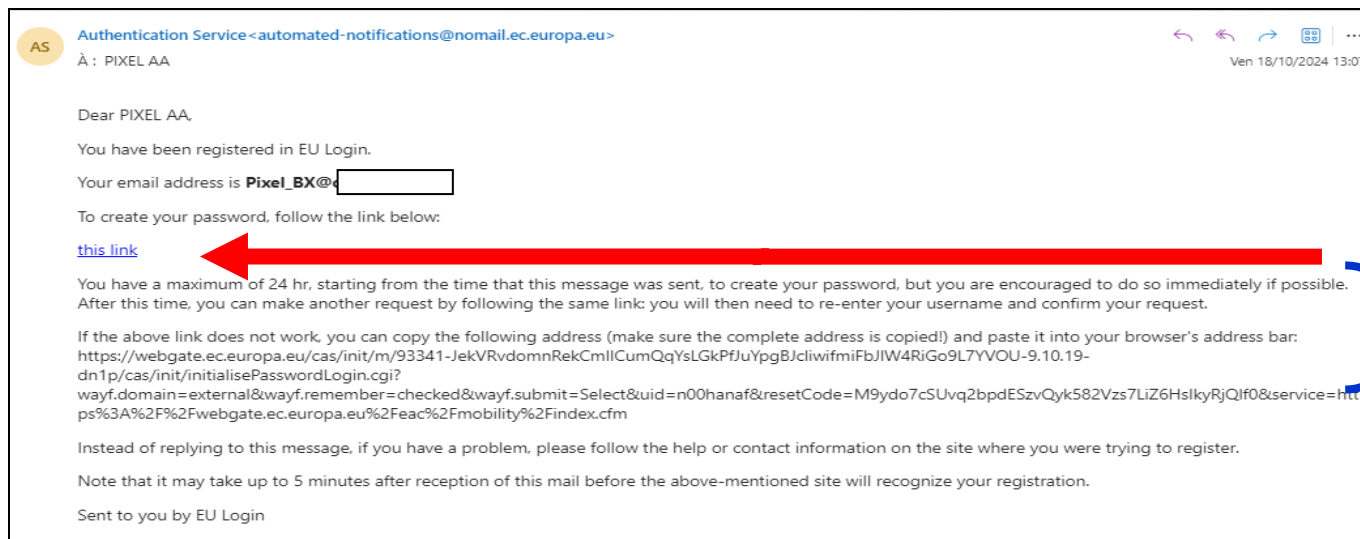 AS
Authentication Service<automated-notifications@nomail.ec.europa.eu>
À : PIXEL AA
Ven 18/10/2024 13:07
Dear PIXEL AA,
You have been registered in EU Login.
Your email address is Pixel_BX@
To create your password, follow the link below:
this link
You have a maximum of 24 hr, starting from the time that this message was sent, to create your password, but you are encouraged to do so immediately if possible.
After this time, you can make another request by following the same link: you will then need to re-enter your username and confirm your request.
If the above link does not work, you can copy the following address (make sure the complete address is copied!) and paste it into your browser's address bar:
https://webgate.ec.europa.eu/cas/init/m/93341-JekVRvdomnRekCmIlCumQqYsLGkPfJuYpgBJcliwifmiFbJIW4RiGo9L7YVOU-9.10.19-
dn1p/cas/init/initialisePasswordLogin.cgi?
wayf.domain=external&wayf.remember=checked&wayf.submit=Select&uid=n00hanaf&resetCode=M9ydo7cSUvq2bpdESzvQyk582Vzs7LiZ6HsIkyRjQlf0&service=htt
ps%3A%2F%2Fwebgate.ec.europa.eu%2Feac%2Fmobility%2Findex.cfm
Instead of replying to this message, if you have a problem, please follow the help or contact information on the site where you were trying to register.
Note that it may take up to 5 minutes after reception of this mail before the above-mentioned site will recognize your registration.
Sent to you by EU Login